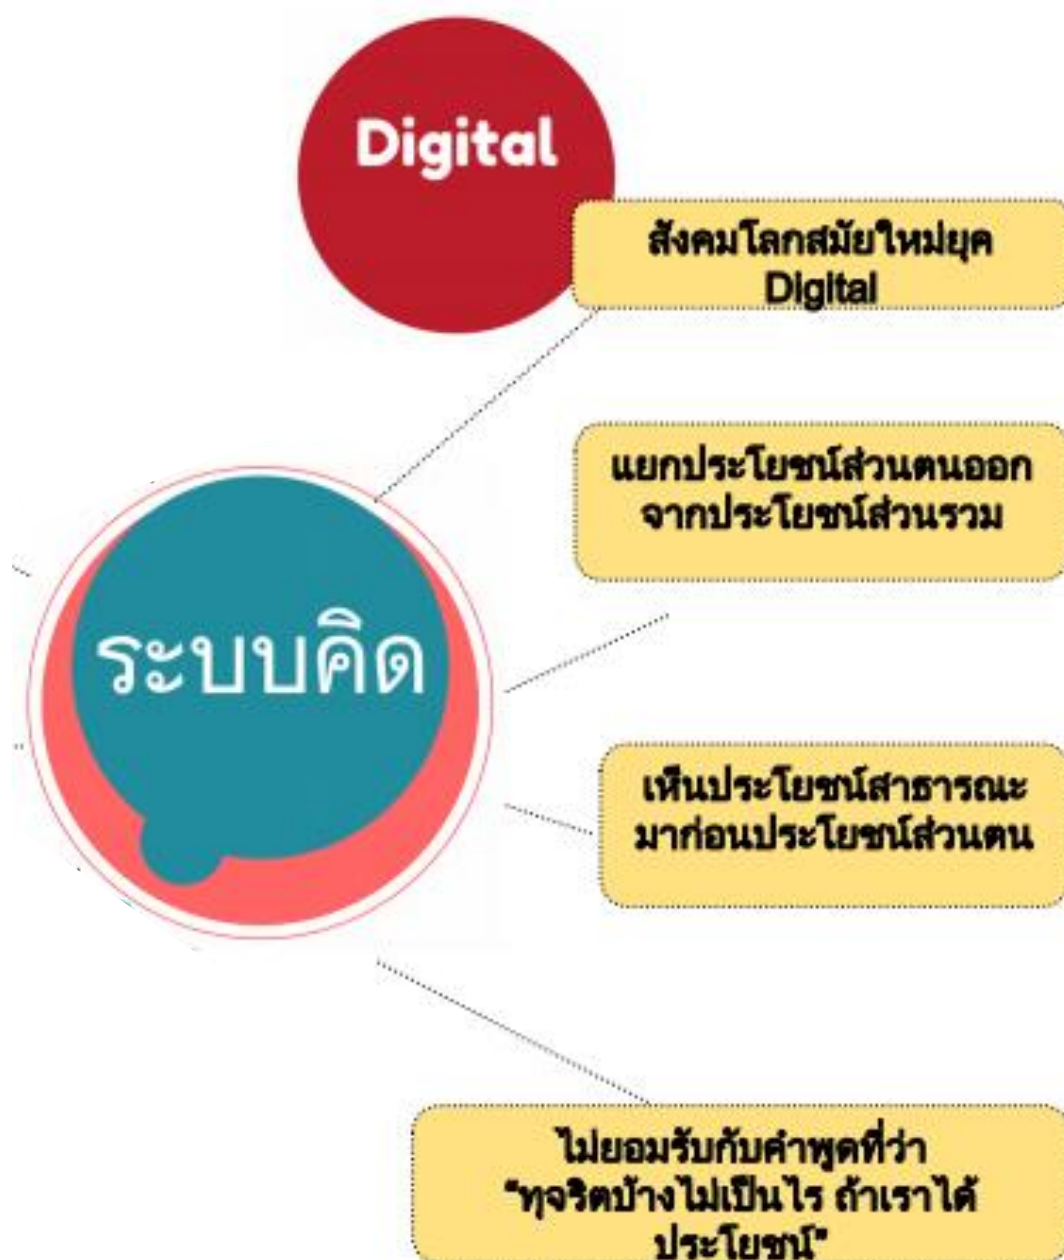 Digital
สังคมโลกสมัยใหม่ยุค
Digital
แยกประโยชน์ส่วนตนออก
จากประโยชน์ส่วนรวม
ระบบคิด
เห็นประโยชน์สาธารณะ
มาก่อนประโยชน์ส่วนตน
ไม่ยอมรับกับคำพูดที่ว่า
"ทุจริตบ้างไม่เป็นไร ถ้าเราได้
ประโยชน์"